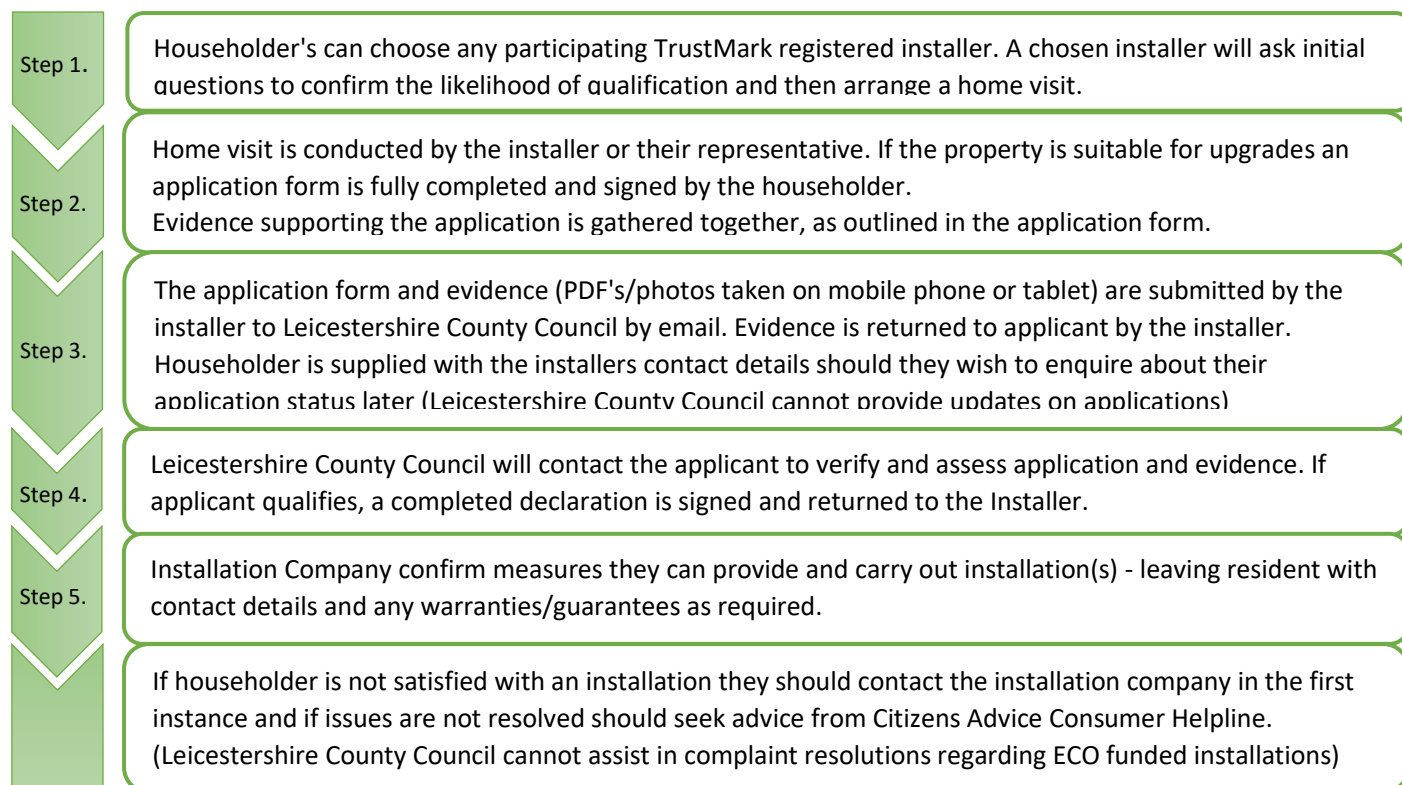 Step 1.
Householder's can choose any participating TrustMark registered installer. A chosen installer will ask initial
questions to confirm the likelihood of qualification and then arrange a home visit.
Step 2.
Home visit is conducted by the installer or their representative. If the property is suitable for upgrades an
application form is fully completed and signed by the householder.
Evidence supporting the application is gathered together, as outlined in the application form.
Step 3.
The application form and evidence (PDF's/photos taken on mobile phone or tablet) are submitted by the
installer to Leicestershire County Council by email. Evidence is returned to applicant by the installer.
Householder is supplied with the installers contact details should they wish to enquire about their
application status later (Leicestershire County Council cannot provide updates on applications)
Step 4.
Leicestershire County Council will contact the applicant to verify and assess application and evidence. If
applicant qualifies, a completed declaration is signed and returned to the Installer.
Step 5.
Installation Company confirm measures they can provide and carry out installation(s) - leaving resident with
contact details and any warranties/guarantees as required.
If householder is not satisfied with an installation they should contact the installation company in the first
instance and if issues are not resolved should seek advice from Citizens Advice Consumer Helpline.
(Leicestershire County Council cannot assist in complaint resolutions regarding ECO funded installations)